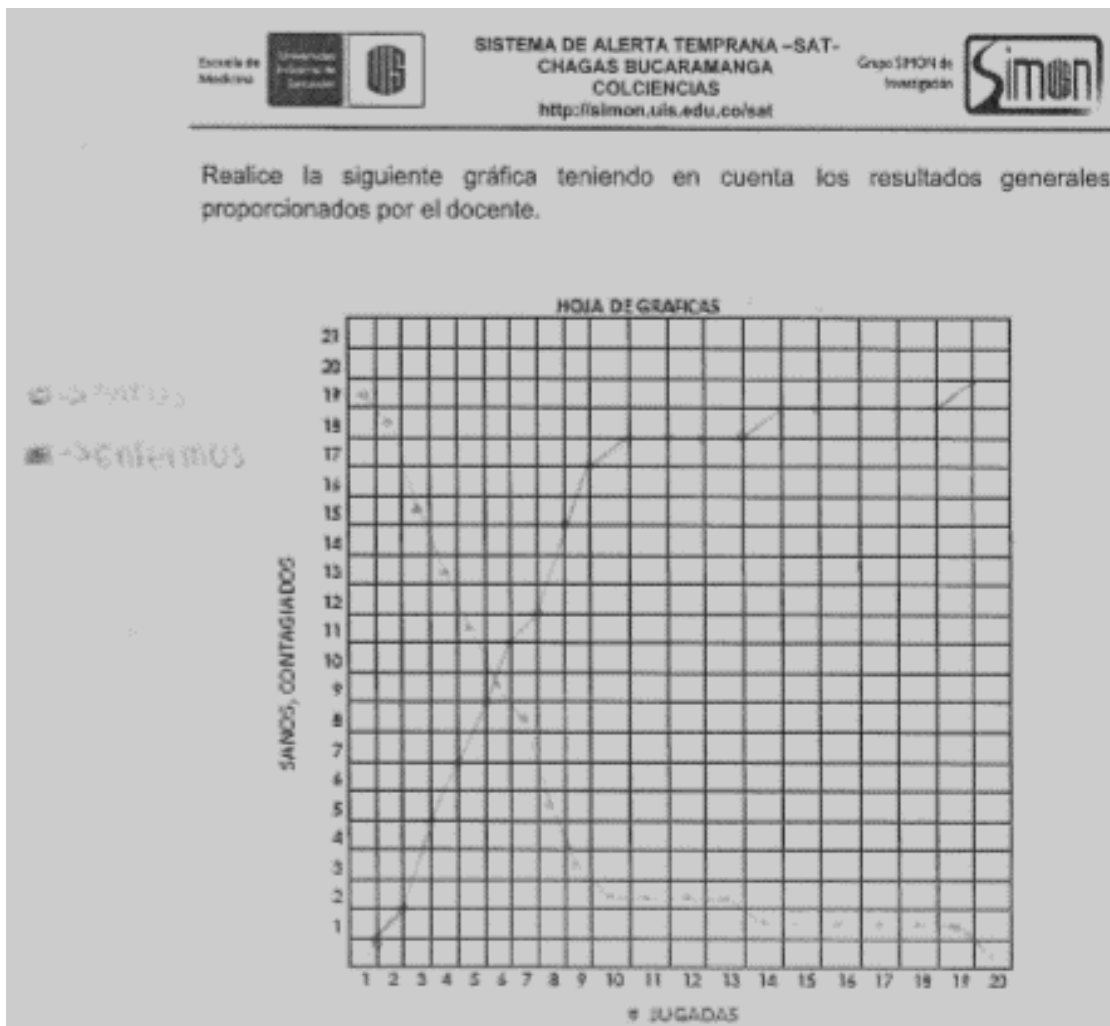 Escuela de
Medicina
UIS
SISTEMA DE ALERTA TEMPRANA –SAT-
CHAGAS BUCARAMANGA
COLCIENCIAS
http://simon.uis.edu.co/sat
Grupo SIMON de
Investigación
Simon
Realice la siguiente gráfica teniendo en cuenta los resultados generales
proporcionados por el docente.
HOJA DE GRAFICAS
21
20
19
18
17
16
15
14
13
12
11
10
9
8
7
6
5
4
3
2
1
->Enfermos
SANOS, CONTAGIADOS
1 2 3 4 5 6 7 8 9 10 11 12 13 14 15 16 17 18 19 20
# JUGADAS